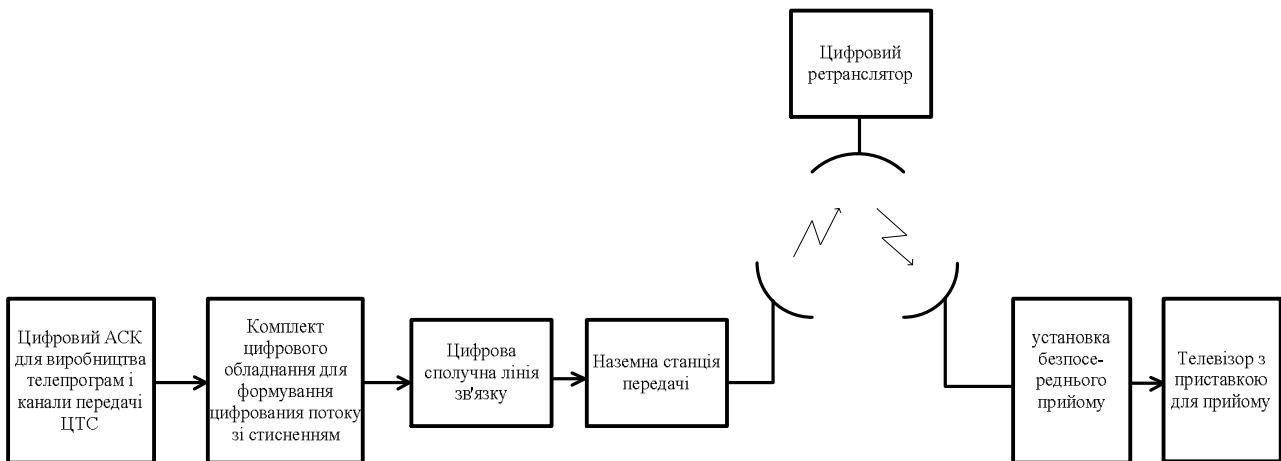 Цифровий
ретранслятор
Цифровий АСК
для виробництва
телепрограм і
канали передачі
ЦТС
Комплект
цифрового
обладнання для
формування
цифрования потоку
зі стисненням
Цифрова
сполучна лінія
зв'язку
Наземна станція
передачі
установка
безпосе-
реднього
прийому
Телевізор з
приставкою
для прийому